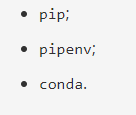 • pip;
• pipenv;
• conda.